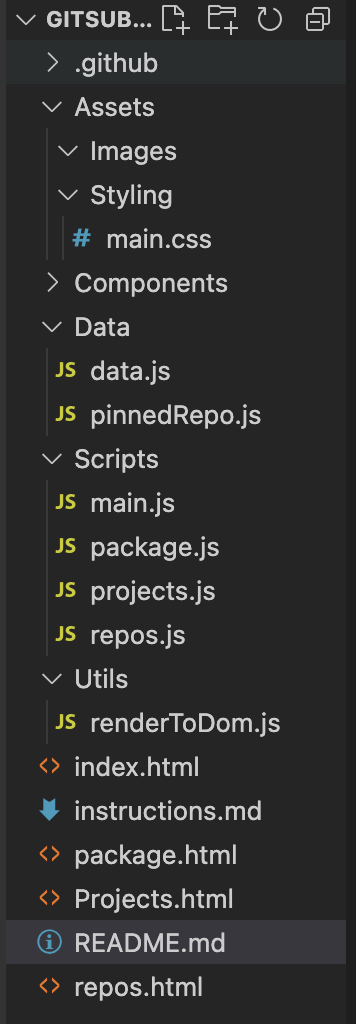 GITSUB...
.github
Assets
Images
Styling
# main.css
Components
Data
JS data.js
JS pinnedRepo.js
Scripts
JS main.js
JS package.js
JS projects.js
JS repos.js
Utils
JS renderToDom.js
<> index.html
instructions.md
<> package.html
<> Projects.html
README.md
<> repos.html